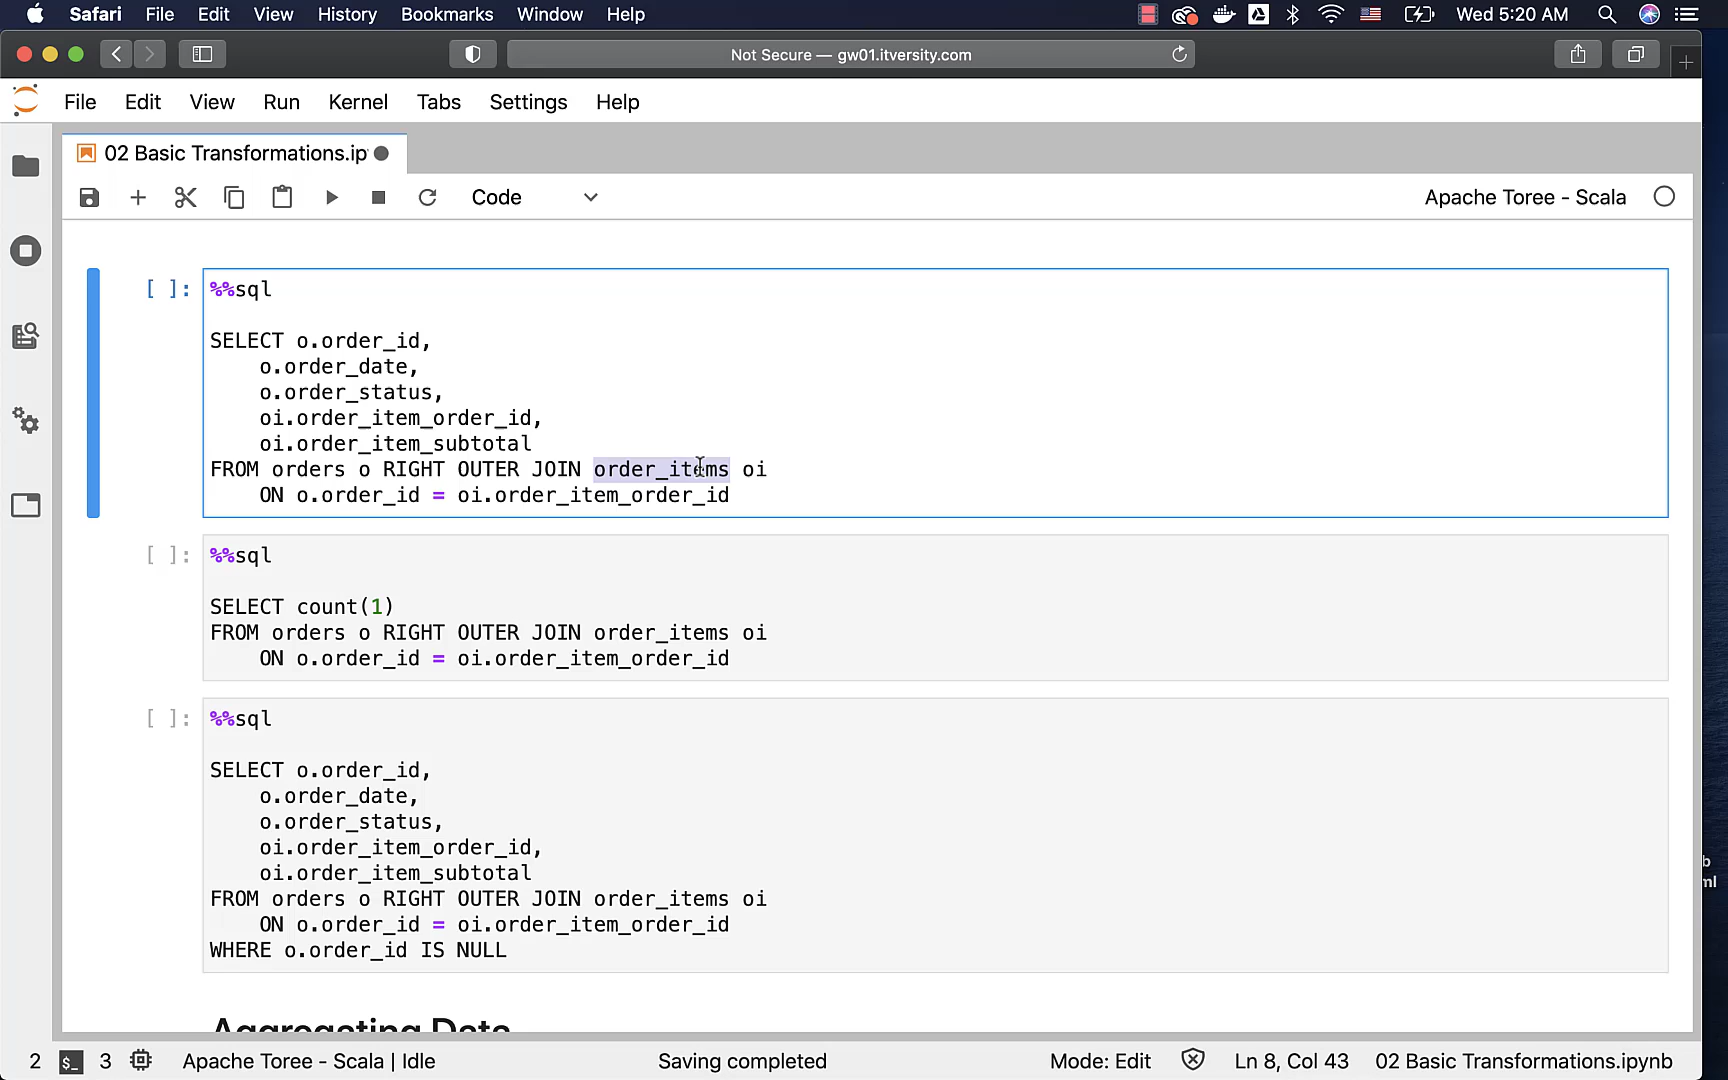 Safari File Edit View History Bookmarks Window Help Wed 5:20 AM
Not Secure — gw01.itversity.com
File Edit View Run Kernel Tabs Settings Help
02 Basic Transformations.ip
Code Apache Toree - Scala
[ ]: %%sql
SELECT o.order_id,
o.order_date,
o.order_status,
oi.order_item_order_id,
oi.order_item_subtotal
FROM orders o RIGHT OUTER JOIN order_items oi
ON o.order_id = oi.order_item_order_id
[ ]: %%sql
SELECT count(1)
FROM orders o RIGHT OUTER JOIN order_items oi
ON o.order_id = oi.order_item_order_id
[ ]: %%sql
SELECT o.order_id,
o.order_date,
o.order_status,
oi.order_item_order_id,
oi.order_item_subtotal
FROM orders o RIGHT OUTER JOIN order_items oi
ON o.order_id = oi.order_item_order_id
WHERE o.order_id IS NULL
Aggregating Data
2 $_ 3 Apache Toree - Scala | Idle Saving completed Mode: Edit Ln 8, Col 43 02 Basic Transformations.ipynb